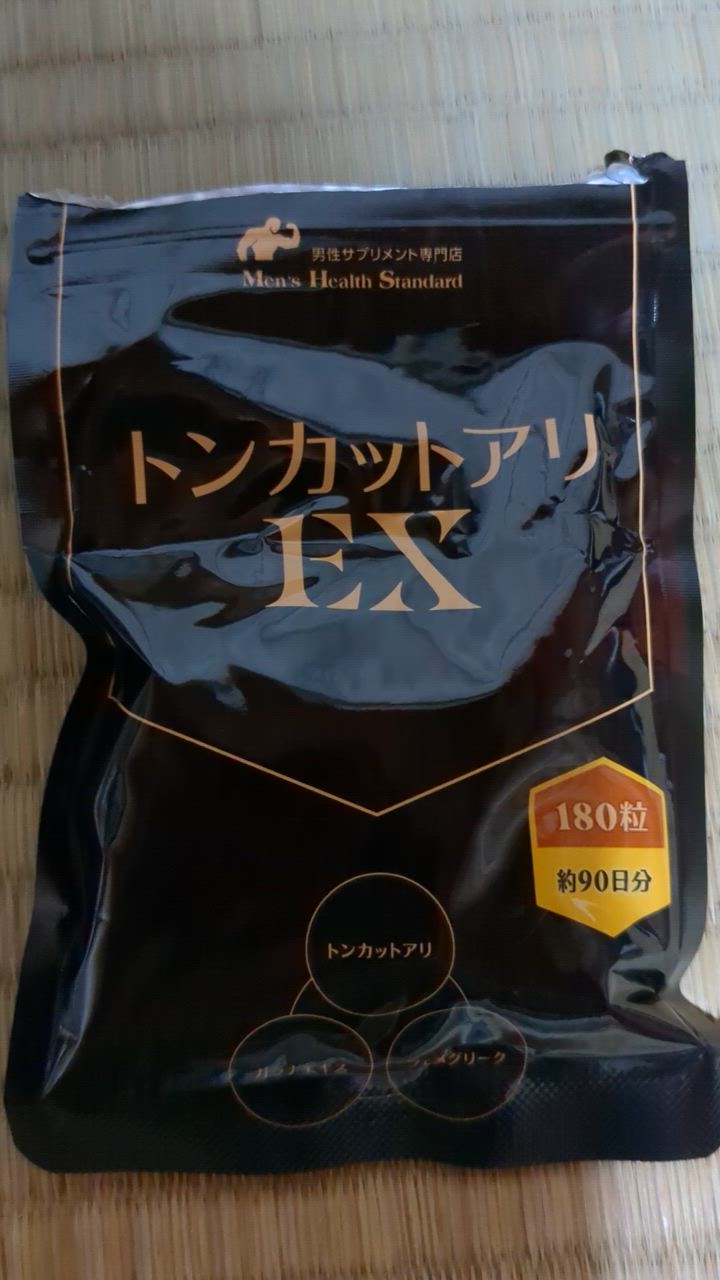 男性サプリメント専門店
Men's Health Standard
トンカットアリ
EX
180粒
約90日分
トンカットアリ